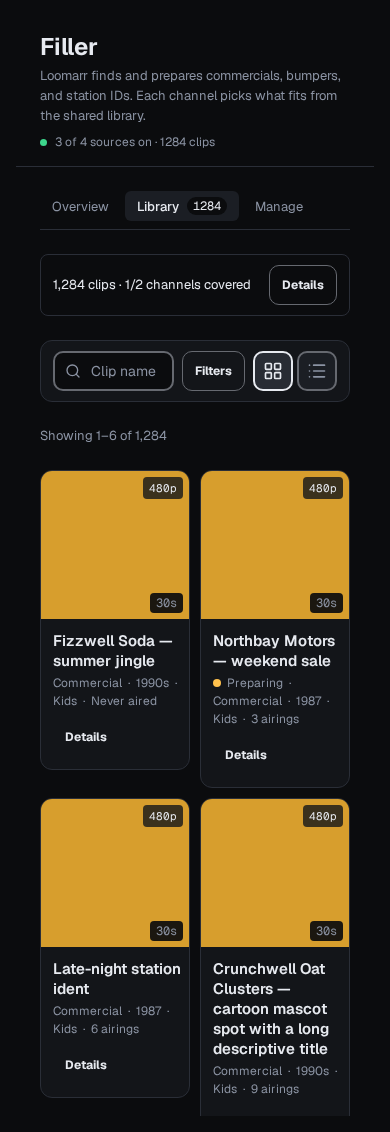 Filler
Loomarr finds and prepares commercials, bumpers,
and station IDs. Each channel picks what fits from
the shared library.
3 of 4 sources on · 1284 clips
Overview
Library 1284
Manage
1,284 clips · 1/2 channels covered
Details
Clip name
Filters
Showing 1–6 of 1,284
480p
30s
Fizzwell Soda —
summer jingle
Commercial · 1990s ·
Kids · Never aired
Details
480p
30s
Northbay Motors
— weekend sale
Preparing ·
Commercial · 1987 ·
Kids · 3 airings
Details
480p
30s
Late-night station
ident
Commercial · 1987 ·
Kids · 6 airings
Details
480p
30s
Crunchwell Oat
Clusters —
cartoon mascot
spot with a long
descriptive title
Commercial · 1990s ·
Kids · 9 airings